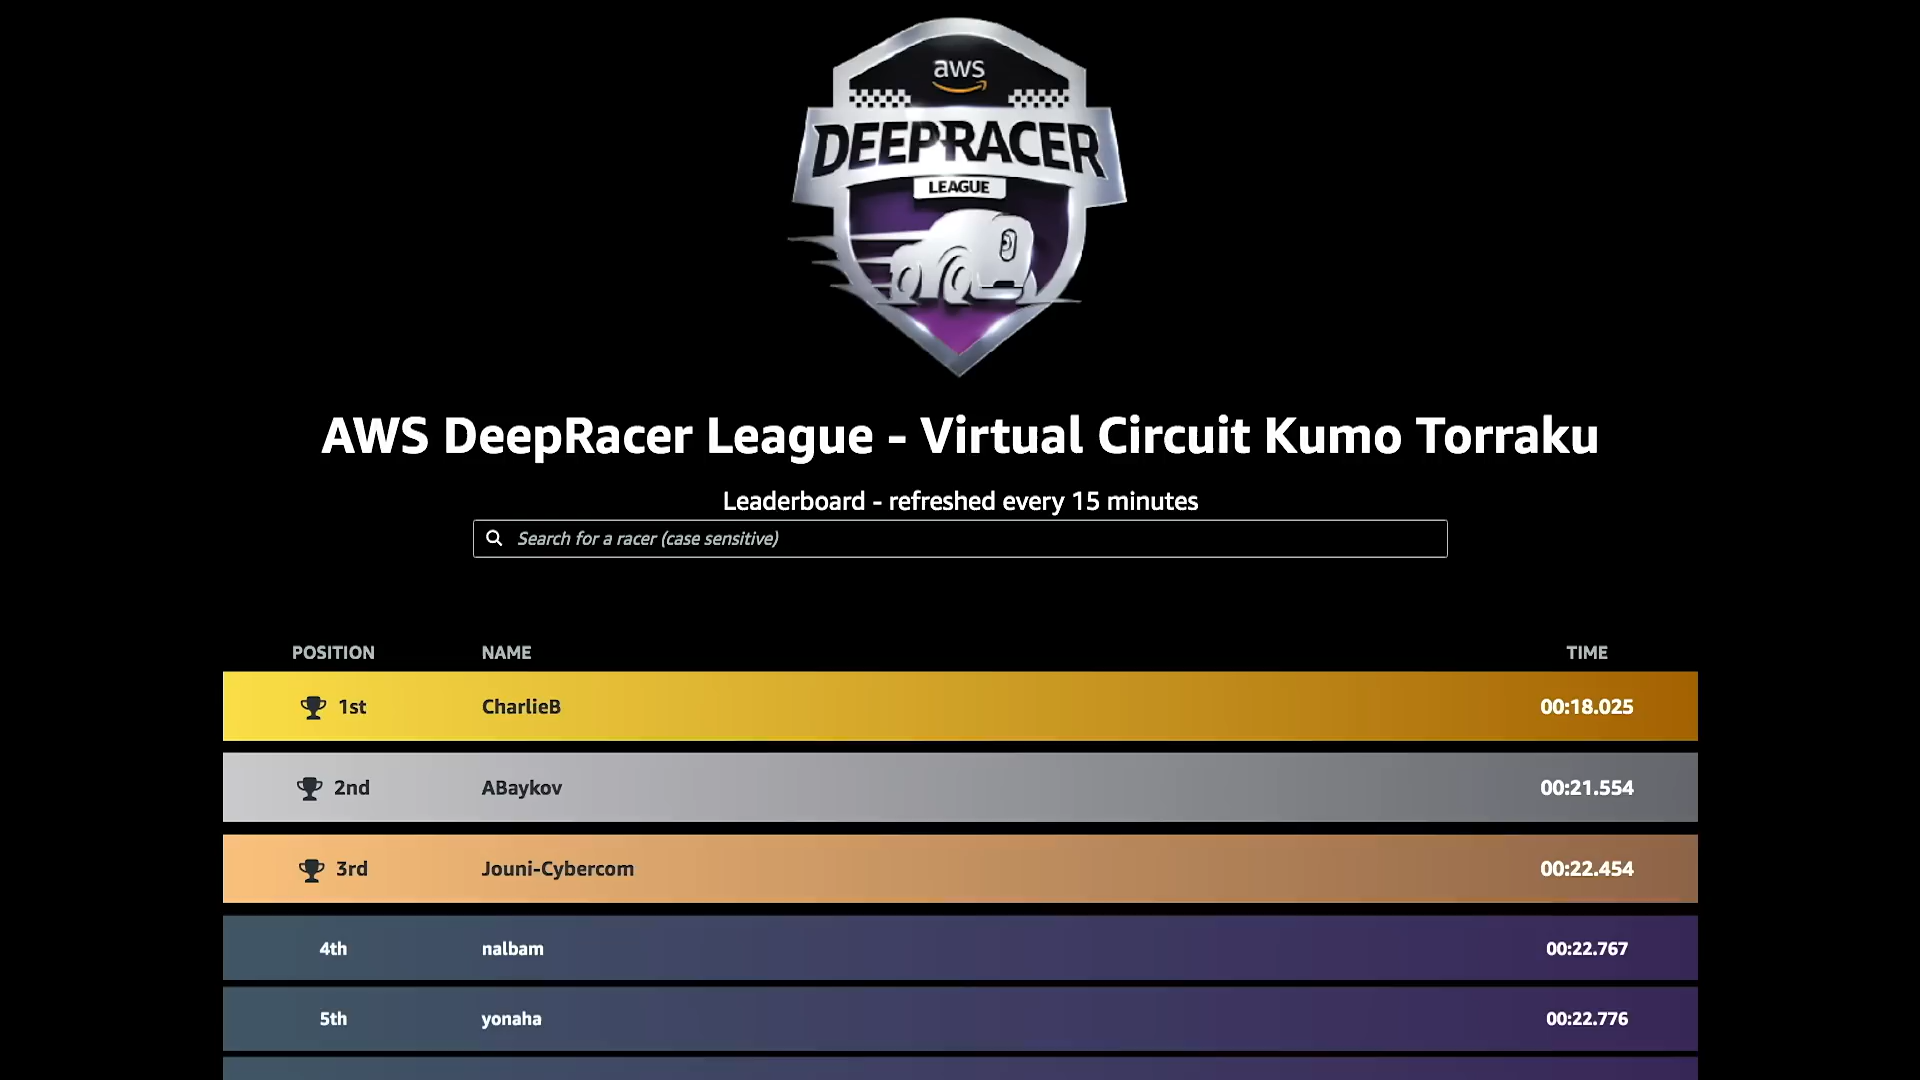 aws
DEEPRACER
LEAGUE
AWS DeepRacer League - Virtual Circuit Kumo Torraku
Leaderboard - refreshed every 15 minutes
Search for a racer (case sensitive)
POSITION NAME TIME
1st CharlieB 00:18.025
2nd ABaykov 00:21.554
3rd Jouni-Cybercom 00:22.454
4th nalbam 00:22.767
5th yonaha 00:22.776